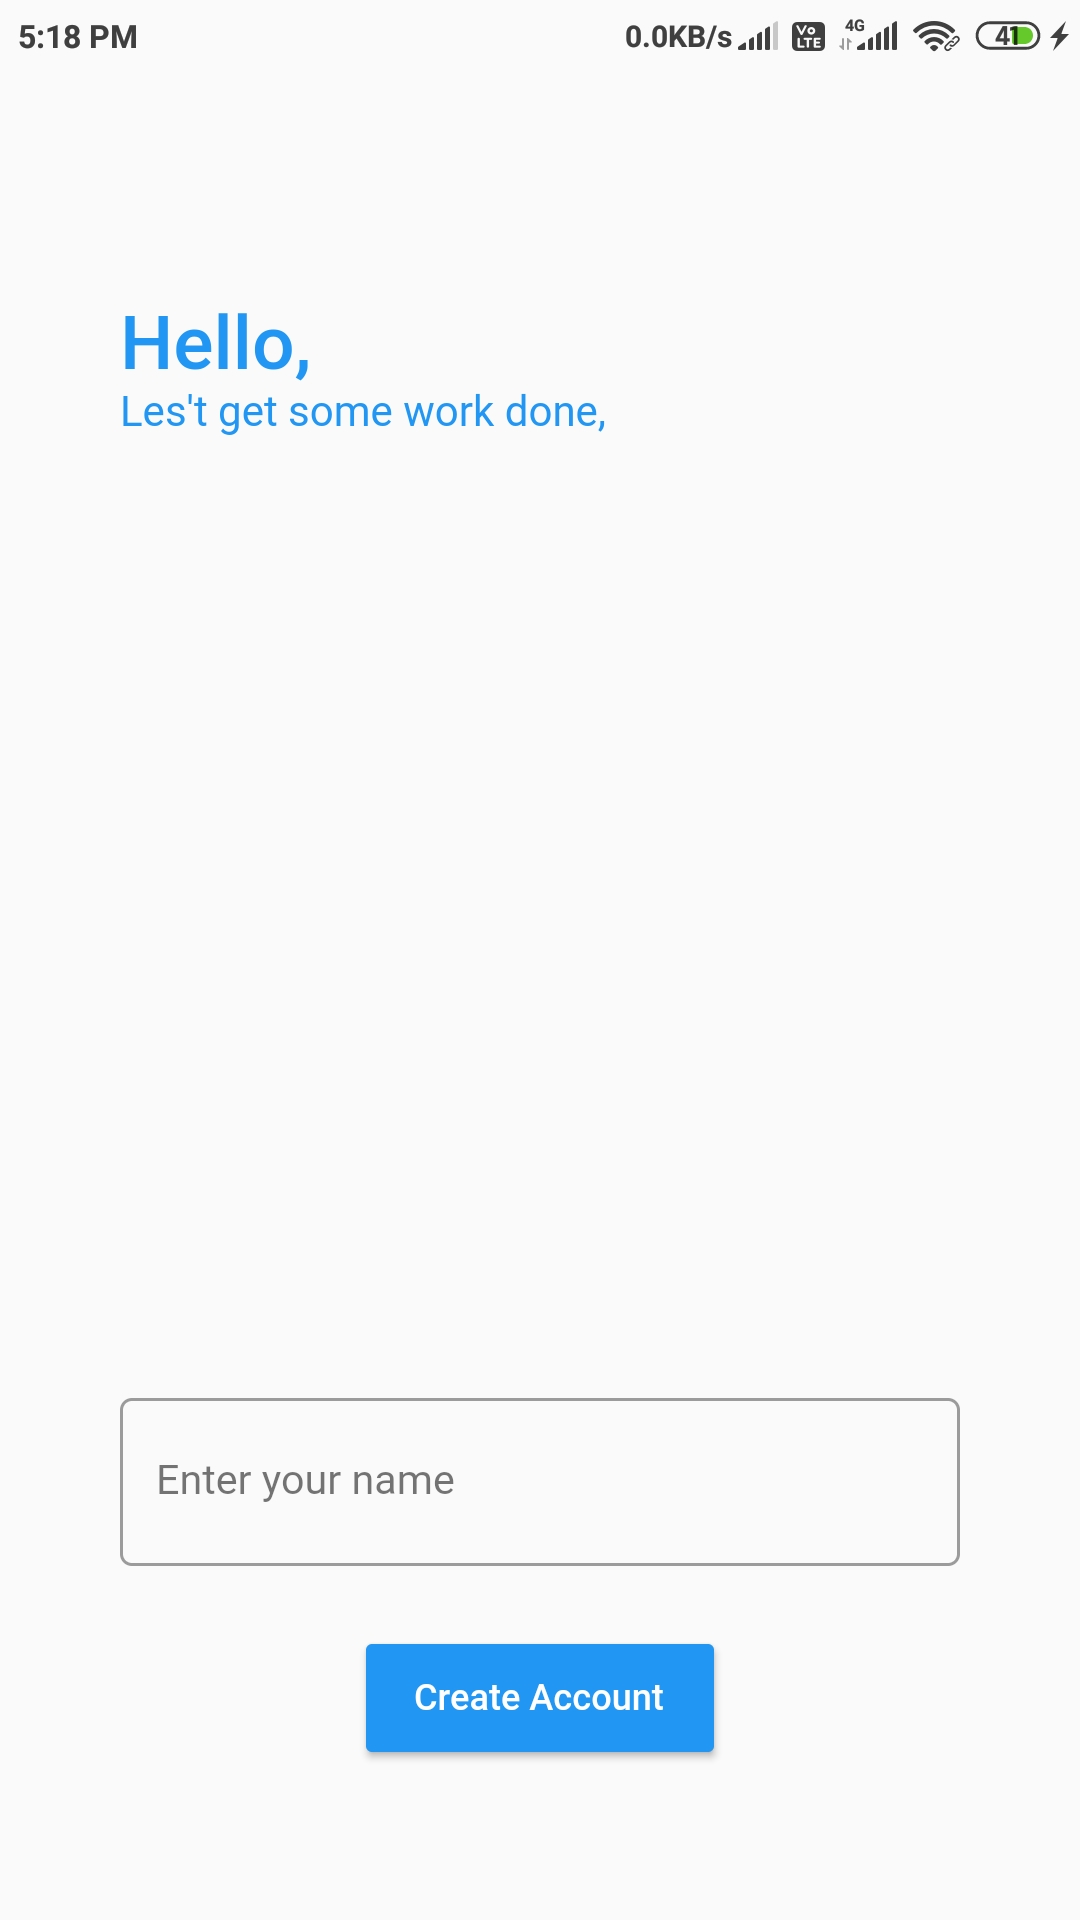 5:18 PM 0.0KB/s Vo LTE 4G 41
Hello,
Les't get some work done,
Enter your name
Create Account